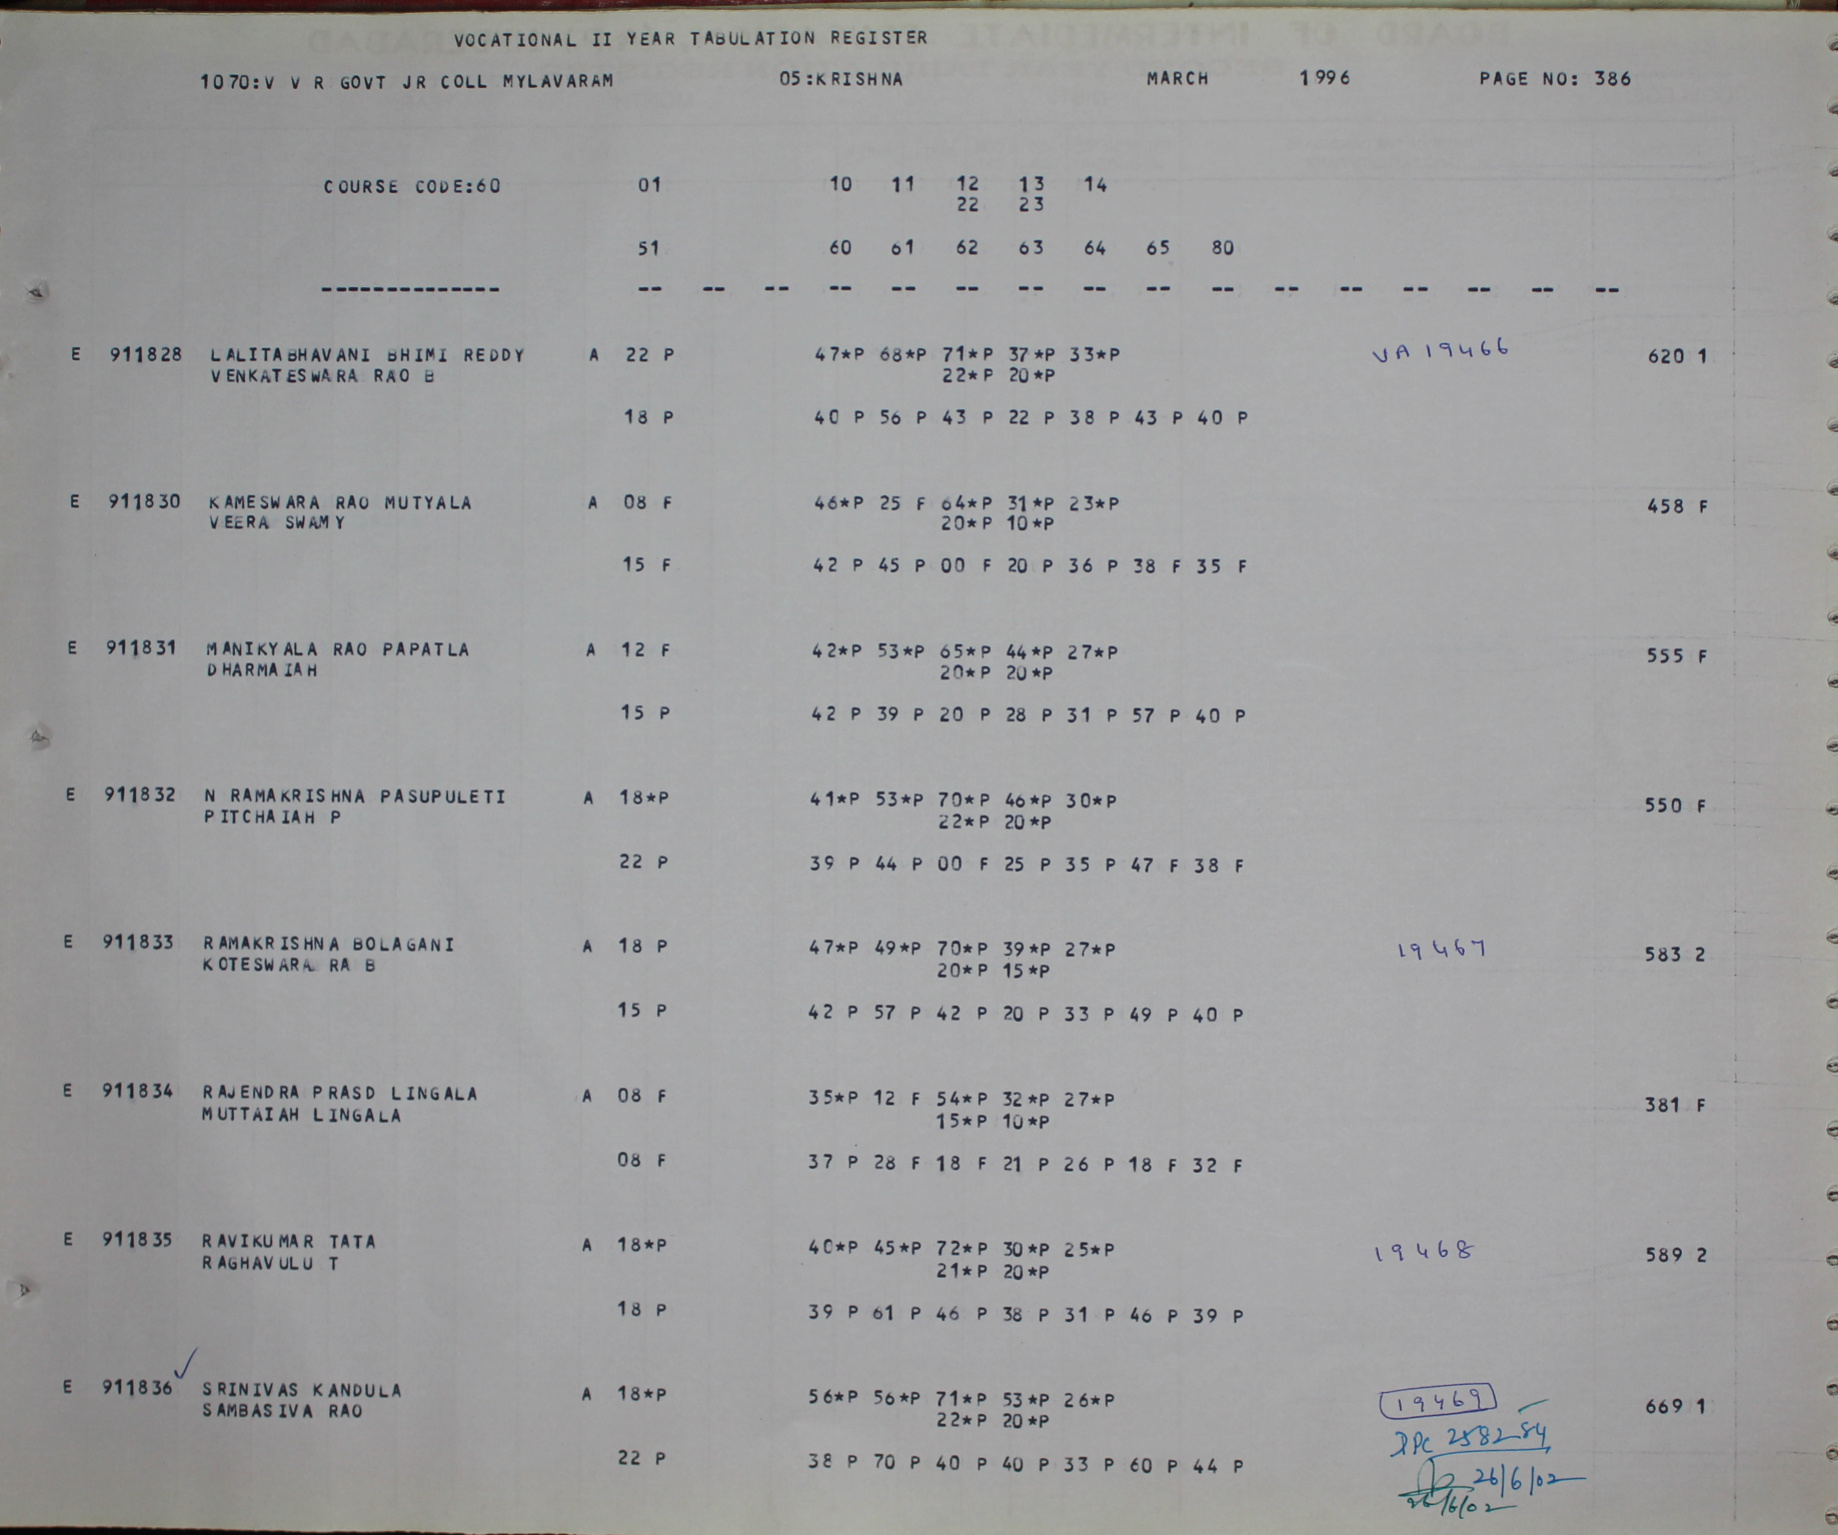 VOCATIONAL II YEAR TABULATION REGISTER
1070:V V R GOVT JR COLL MYLAVARAM 05:KRISHNA MARCH 1996 PAGE NO: 386
COURSE CODE:60 01 10 11 12 13 14
22 23
51 60 61 62 63 64 65 80
-------------- -- -- -- -- -- -- -- -- -- -- -- -- -- -- -- --
E 911828 LALITABHAVANI BHIMI REDDY A 22 P 47*P 68*P 71*P 37*P 33*P VA 19466 620 1
VENKATESWARA RAO B 22*P 20*P
18 P 40 P 56 P 43 P 22 P 38 P 43 P 40 P
E 911830 KAMESWARA RAO MUTYALA A 08 F 46*P 25 F 64*P 31*P 23*P 458 F
VEERA SWAMY 20*P 10*P
15 F 42 P 45 P 00 F 20 P 36 P 38 F 35 F
E 911831 MANIKYALA RAO PAPATLA A 12 F 42*P 53*P 65*P 44*P 27*P 555 F
DHARMAIAH 20*P 20*P
15 P 42 P 39 P 20 P 28 P 31 P 57 P 40 P
E 911832 N RAMAKRISHNA PASUPULETI A 18*P 41*P 53*P 70*P 46*P 30*P 550 F
PITCHAIAH P 22*P 20*P
22 P 39 P 44 P 00 F 25 P 35 P 47 F 38 F
E 911833 RAMAKRISHNA BOLAGANI A 18 P 47*P 49*P 70*P 39*P 27*P 19467 583 2
KOTESWARA RA B 20*P 15*P
15 P 42 P 57 P 42 P 20 P 33 P 49 P 40 P
E 911834 RAJENDRA PRASD LINGALA A 08 F 35*P 12 F 54*P 32*P 27*P 381 F
MUTTAIAH LINGALA 15*P 10*P
08 F 37 P 28 F 18 F 21 P 26 P 18 F 32 F
E 911835 RAVIKUMAR TATA A 18*P 40*P 45*P 72*P 30*P 25*P 19468 589 2
RAGHAVULU T 21*P 20*P
18 P 39 P 61 P 46 P 38 P 31 P 46 P 39 P
E 911836 SRINIVAS KANDULA A 18*P 56*P 56*P 71*P 53*P 26*P 19469 669 1
SAMBASIVA RAO 22*P 20*P
22 P 38 P 70 P 40 P 40 P 33 P 60 P 44 P
PC 258284
26/6/02
26/6/02